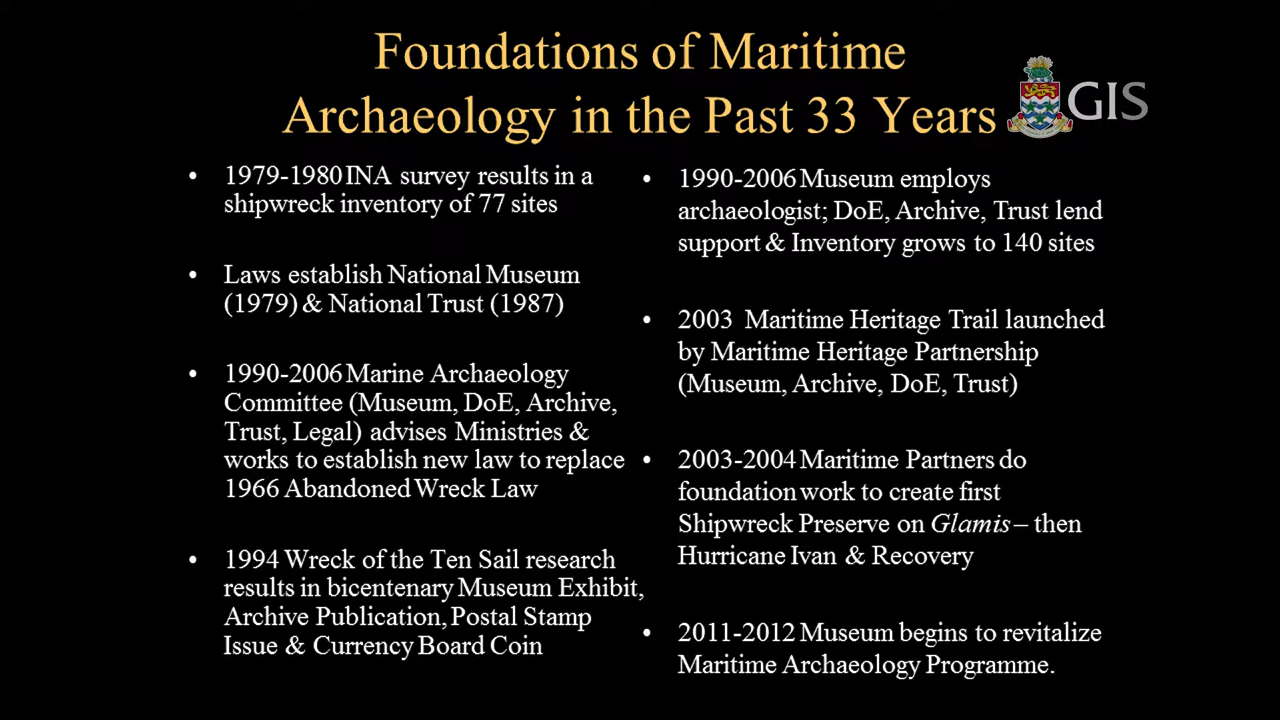 Foundations of Maritime
Archaeology in the Past 33 Years
GIS
• 1979-1980 INA survey results in a
shipwreck inventory of 77 sites
• Laws establish National Museum
(1979) & National Trust (1987)
• 1990-2006 Marine Archaeology
Committee (Museum, DoE, Archive,
Trust, Legal) advises Ministries &
works to establish new law to replace
1966 Abandoned Wreck Law
• 1994 Wreck of the Ten Sail research
results in bicentenary Museum Exhibit,
Archive Publication, Postal Stamp
Issue & Currency Board Coin
• 1990-2006 Museum employs
archaeologist; DoE, Archive, Trust lend
support & Inventory grows to 140 sites
• 2003 Maritime Heritage Trail launched
by Maritime Heritage Partnership
(Museum, Archive, DoE, Trust)
• 2003-2004 Maritime Partners do
foundation work to create first
Shipwreck Preserve on Glamis – then
Hurricane Ivan & Recovery
• 2011-2012 Museum begins to revitalize
Maritime Archaeology Programme.